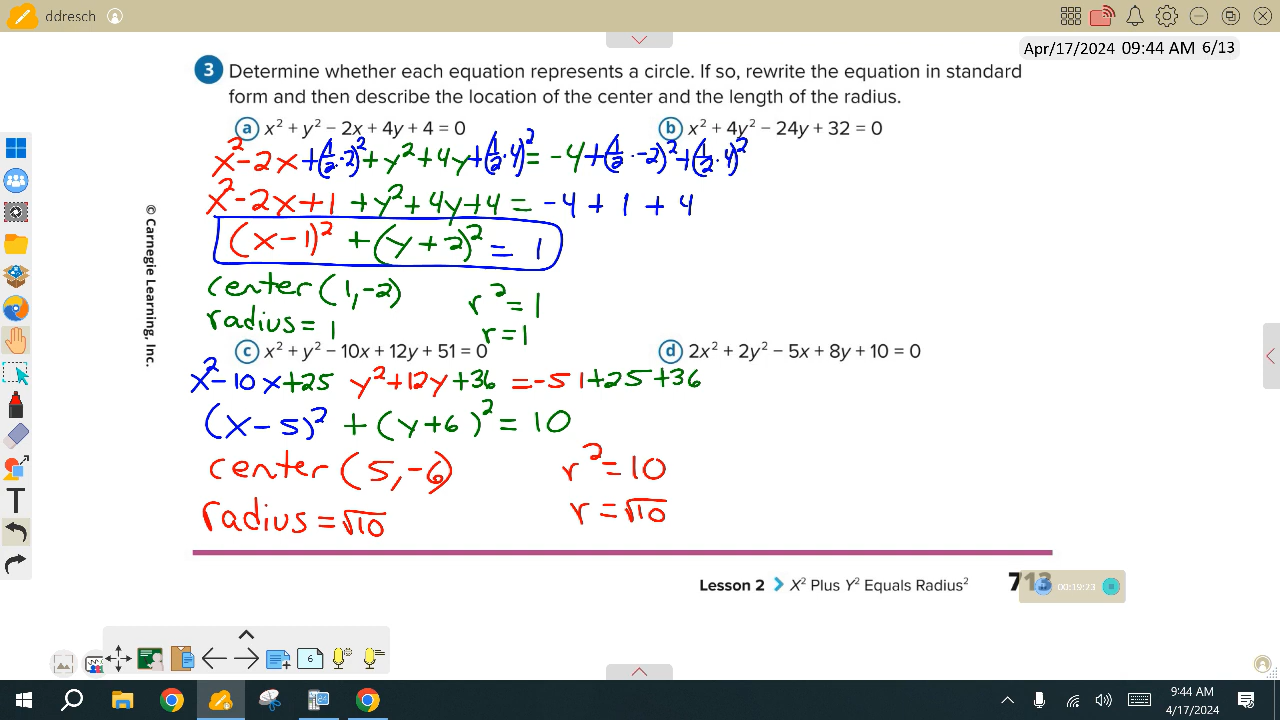 ddresch
Apr/17/2024 09:44 AM 6/13
3 Determine whether each equation represents a circle. If so, rewrite the equation in standard
form and then describe the location of the center and the length of the radius.
a x² + y² − 2x + 4y + 4 = 0
b x² + 4y² − 24y + 32 = 0
x²-2x+(1/2·-2)²+y²+4y+(1/2·4)²=-4+(1/2·-2)²+(1/2·4)²
x²-2x+1+y²+4y+4=-4+1+4
(x-1)²+(y+2)²=1
center (1,-2)
r²=1
radius=1
r=1
c x² + y² − 10x + 12y + 51 = 0
d 2x² + 2y² − 5x + 8y + 10 = 0
x²-10x+25 y²+12y+36=-51+25+36
(x-5)²+(y+6)²=10
center (5,-6)
r²=10
radius=√10
r=√10
© Carnegie Learning, Inc.
Lesson 2 > X² Plus Y² Equals Radius² 713
00:19:23
6
9:44 AM
4/17/2024